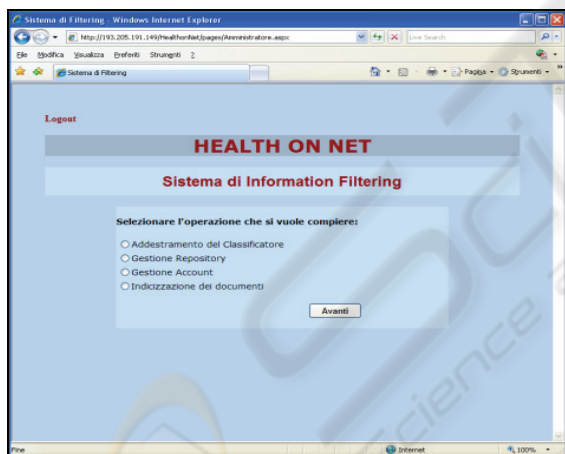 Sistema di Filtering - Windows Internet Explorer
http://193.205.191.149/HealthonNet/pages/Amministratore.aspx
Live Search
File Modifica Visualizza Preferiti Strumenti ?
Sistema di Filtering
Pagina Strumenti
Logout
HEALTH ON NET
Sistema di Information Filtering
Selezionare l'operazione che si vuole compiere:
Addestramento del Classificatore
Gestione Repository
Gestione Account
Indicizzazione dei documenti
Avanti
Fine
Internet
100%